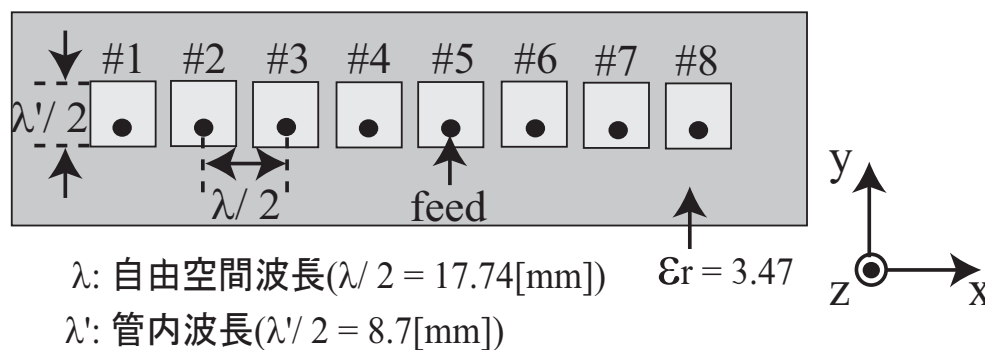 #1 #2 #3 #4 #5 #6 #7 #8
λ'/ 2
λ/ 2
feed
εr = 3.47
y
z
x
λ: 自由空間波長(λ/ 2 = 17.74[mm])
λ': 管内波長(λ'/ 2 = 8.7[mm])